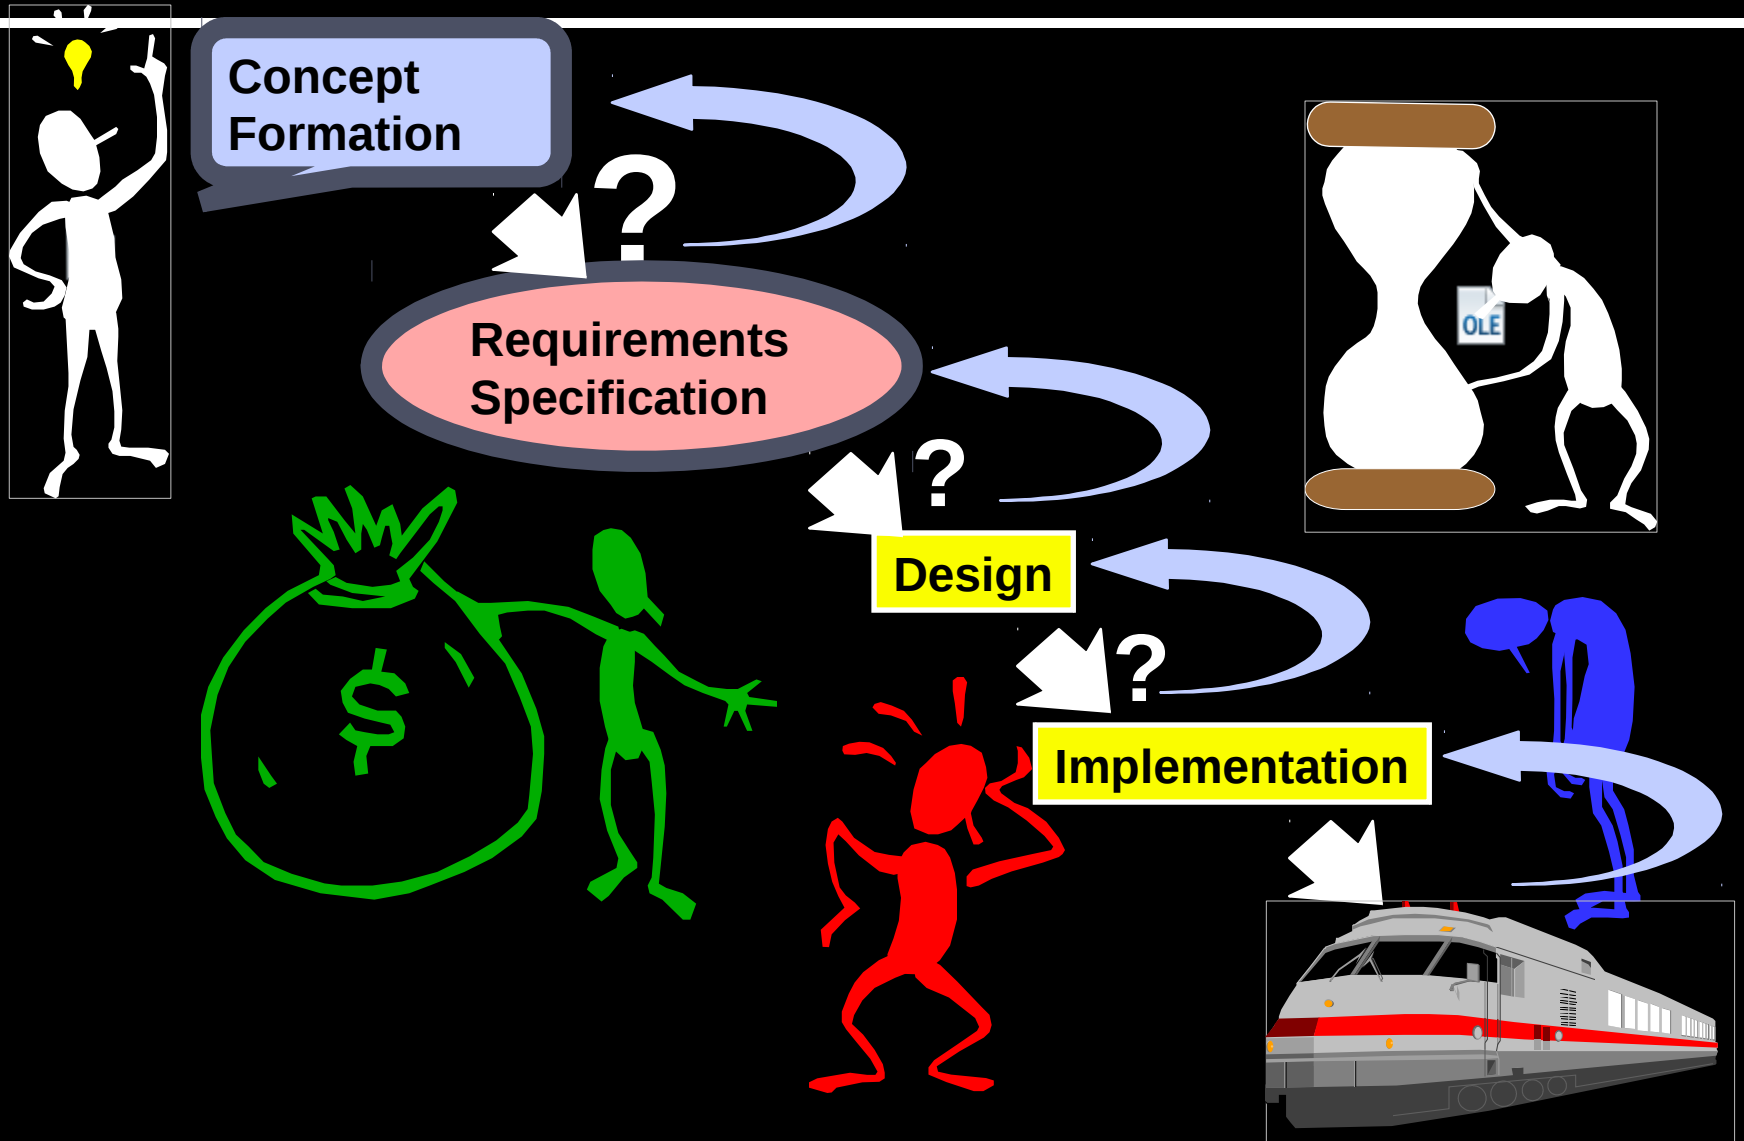 Concept
Formation
?
Requirements
Specification
OLE
?
Design
?
Implementation
$